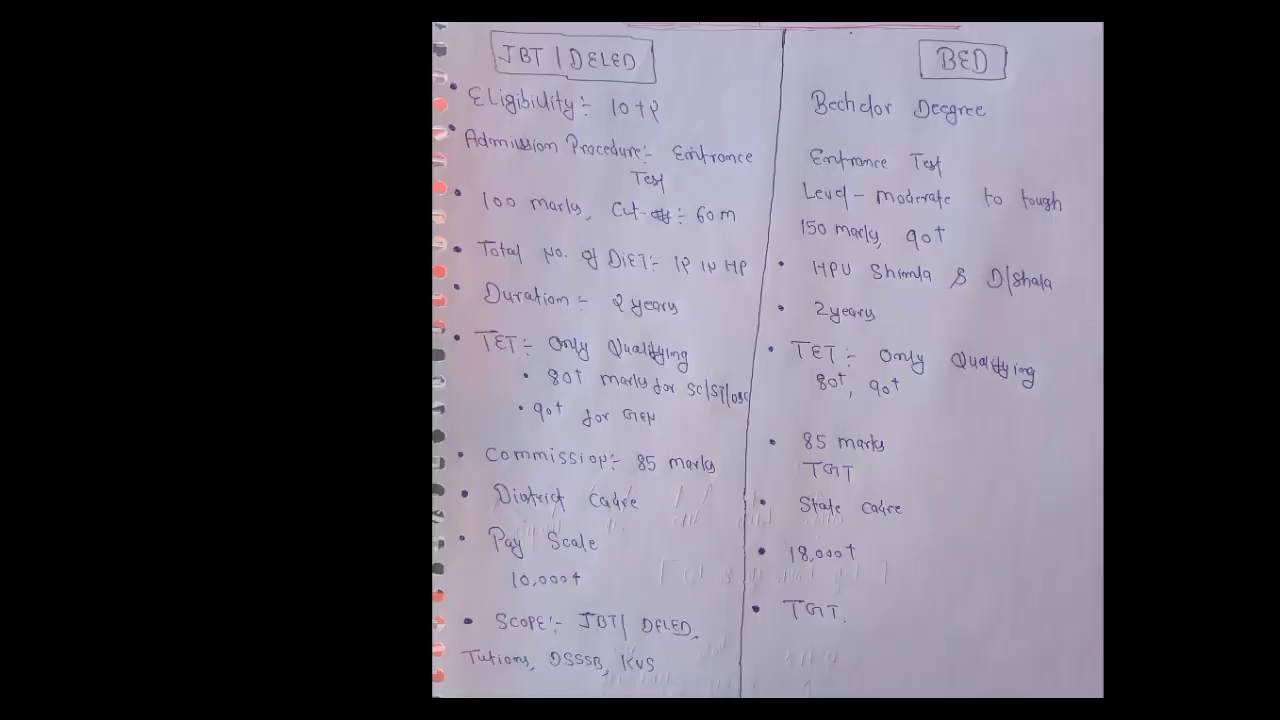 JBT / DELED
Eligibility:- 10+2
Admission Procedure:- Entrance
Test
100 marks, Cut-off:- 60 m
Total No. of DIET:- 12 in HP
Duration:- 2 years
TET:- Only Qualifying
80+ marks for SC/ST/OBC
90+ for GEN
Commission:- 85 marks
District Cadre
Pay Scale
10,000+
SCOPE:- JBT/ DELED,
Tutions, DSSSB, KVS
BED
Bechelor Deegree
Entrance Test
Level - moderate to tough
150 marks, 90+
HPU Shimla & D/Shala
2 years
TET:- Only Qualifying
80+, 90+
85 marks
TGT
State cadre
18,000+
TGT.